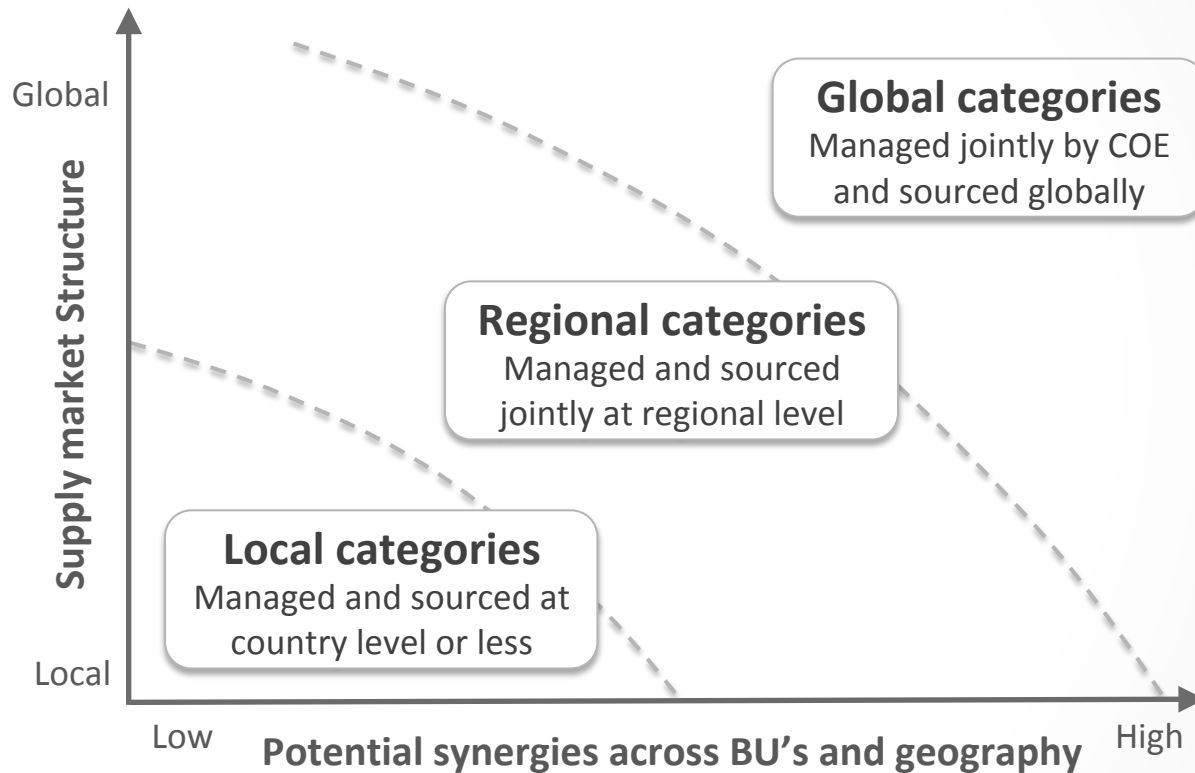 Global
Supply market Structure
Local
Global categories
Managed jointly by COE
and sourced globally
Regional categories
Managed and sourced
jointly at regional level
Local categories
Managed and sourced at
country level or less
Low
Potential synergies across BU's and geography
High